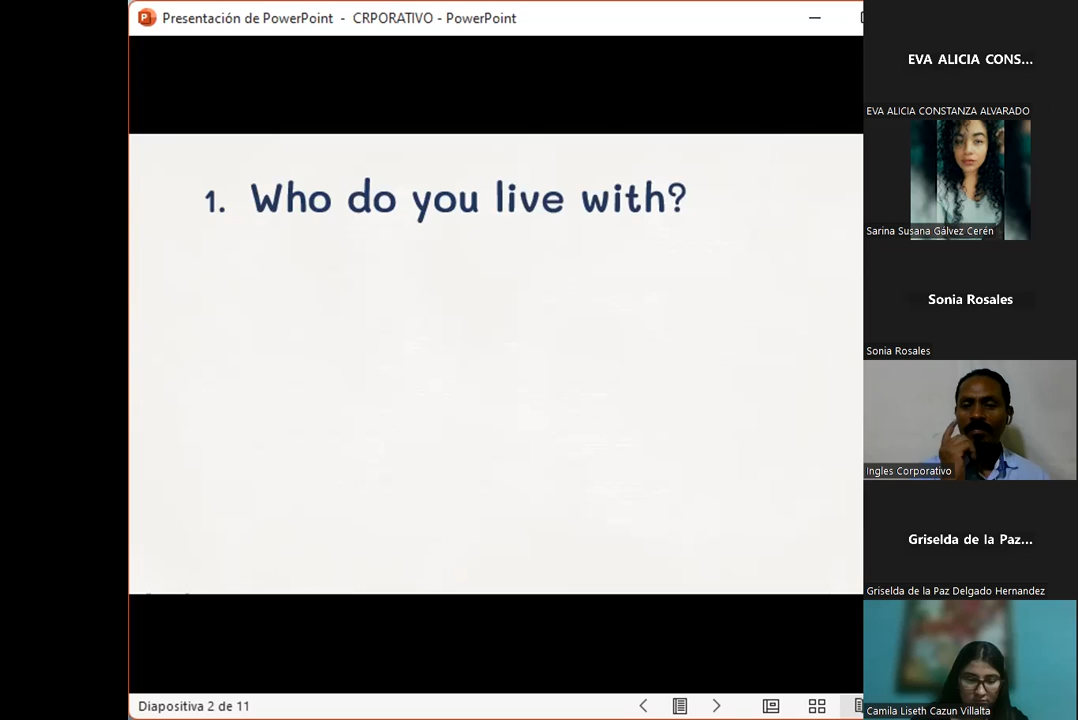 Presentación de PowerPoint - CRPORATIVO - PowerPoint
1. Who do you live with?
Diapositiva 2 de 11
EVA ALICIA CONS...
EVA ALICIA CONSTANZA ALVARADO
Sarina Susana Gálvez Cerén
Sonia Rosales
Sonia Rosales
Ingles Corporativo
Griselda de la Paz...
Griselda de la Paz Delgado Hernandez
Camila Liseth Cazun Villalta